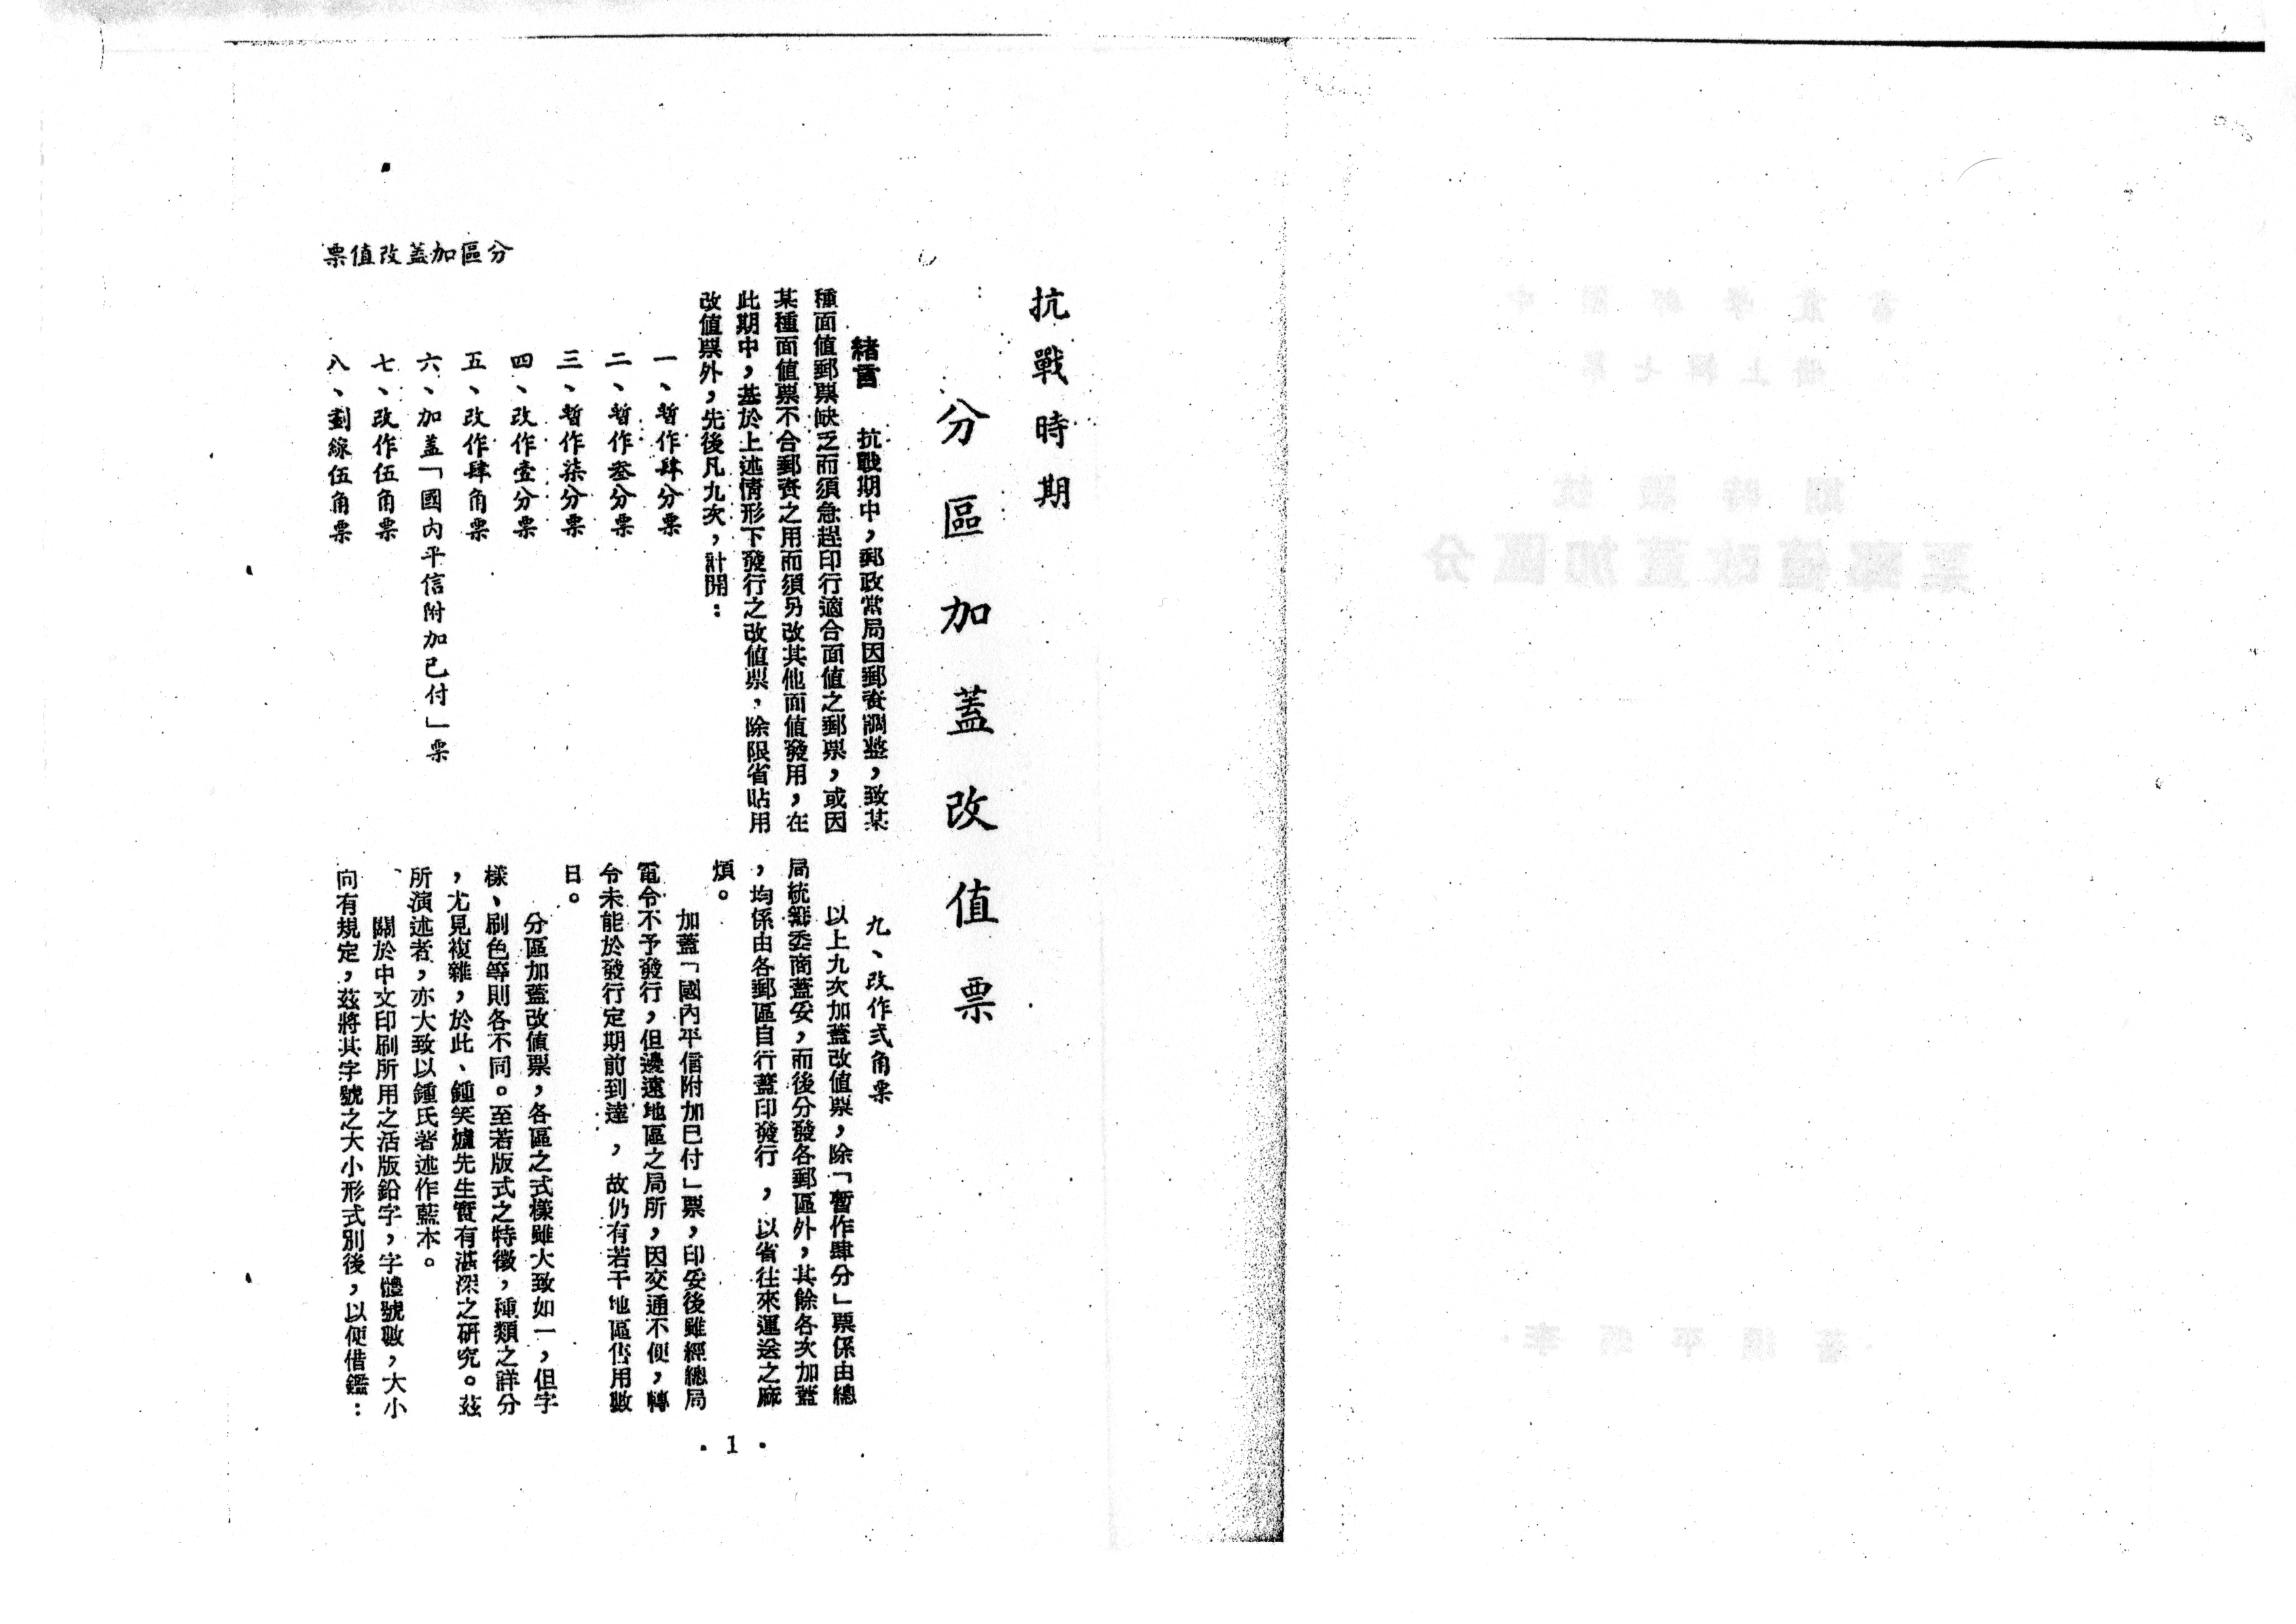 抗戰時期
分區加蓋改值票
緒言　抗戰期中，郵政當局因郵資調整，致某
種面值郵票缺乏而須急趕印行適合面值之郵票，或因
某種面值票不合郵資之用而須另改其他面值發用，在
此期中，基於上述情形下發行之改值票，除限省貼用
改值票外，先後凡九次，計開：
一、暫作肆分票
二、暫作叁分票
三、暫作柒分票
四、改作壹分票
五、改作肆角票
六、加蓋「國內平信附加已付」票
七、改作伍角票
八、劃線伍角票
九、改作弍角票
以上九次加蓋改值票，除「暫作肆分」票係由總
局統籌委商蓋妥，而後分發各郵區外，其餘各次加蓋
，均係由各郵區自行蓋印發行，以省往來運送之麻
煩。
加蓋「國內平信附加已付」票，印妥後雖經總局
電令不予發行，但邊遠地區之局所，因交通不便，轉
令未能於發行定期前到達，故仍有若干地區售用數
日。
分區加蓋改值票，各區之式樣雖大致如一，但字
樣、刷色等則各不同。至若版式之特徵，種類之詳分
，尤見複雜，於此、鍾笑爐先生實有湛深之研究。茲
所演述者，亦大致以鍾氏著述作藍本。
關於中文印刷所用之活版鉛字，字體號數，大小
向有規定，茲將其字號之大小形式列後，以便借鑑：
票值改蓋加區分
· 1 ·